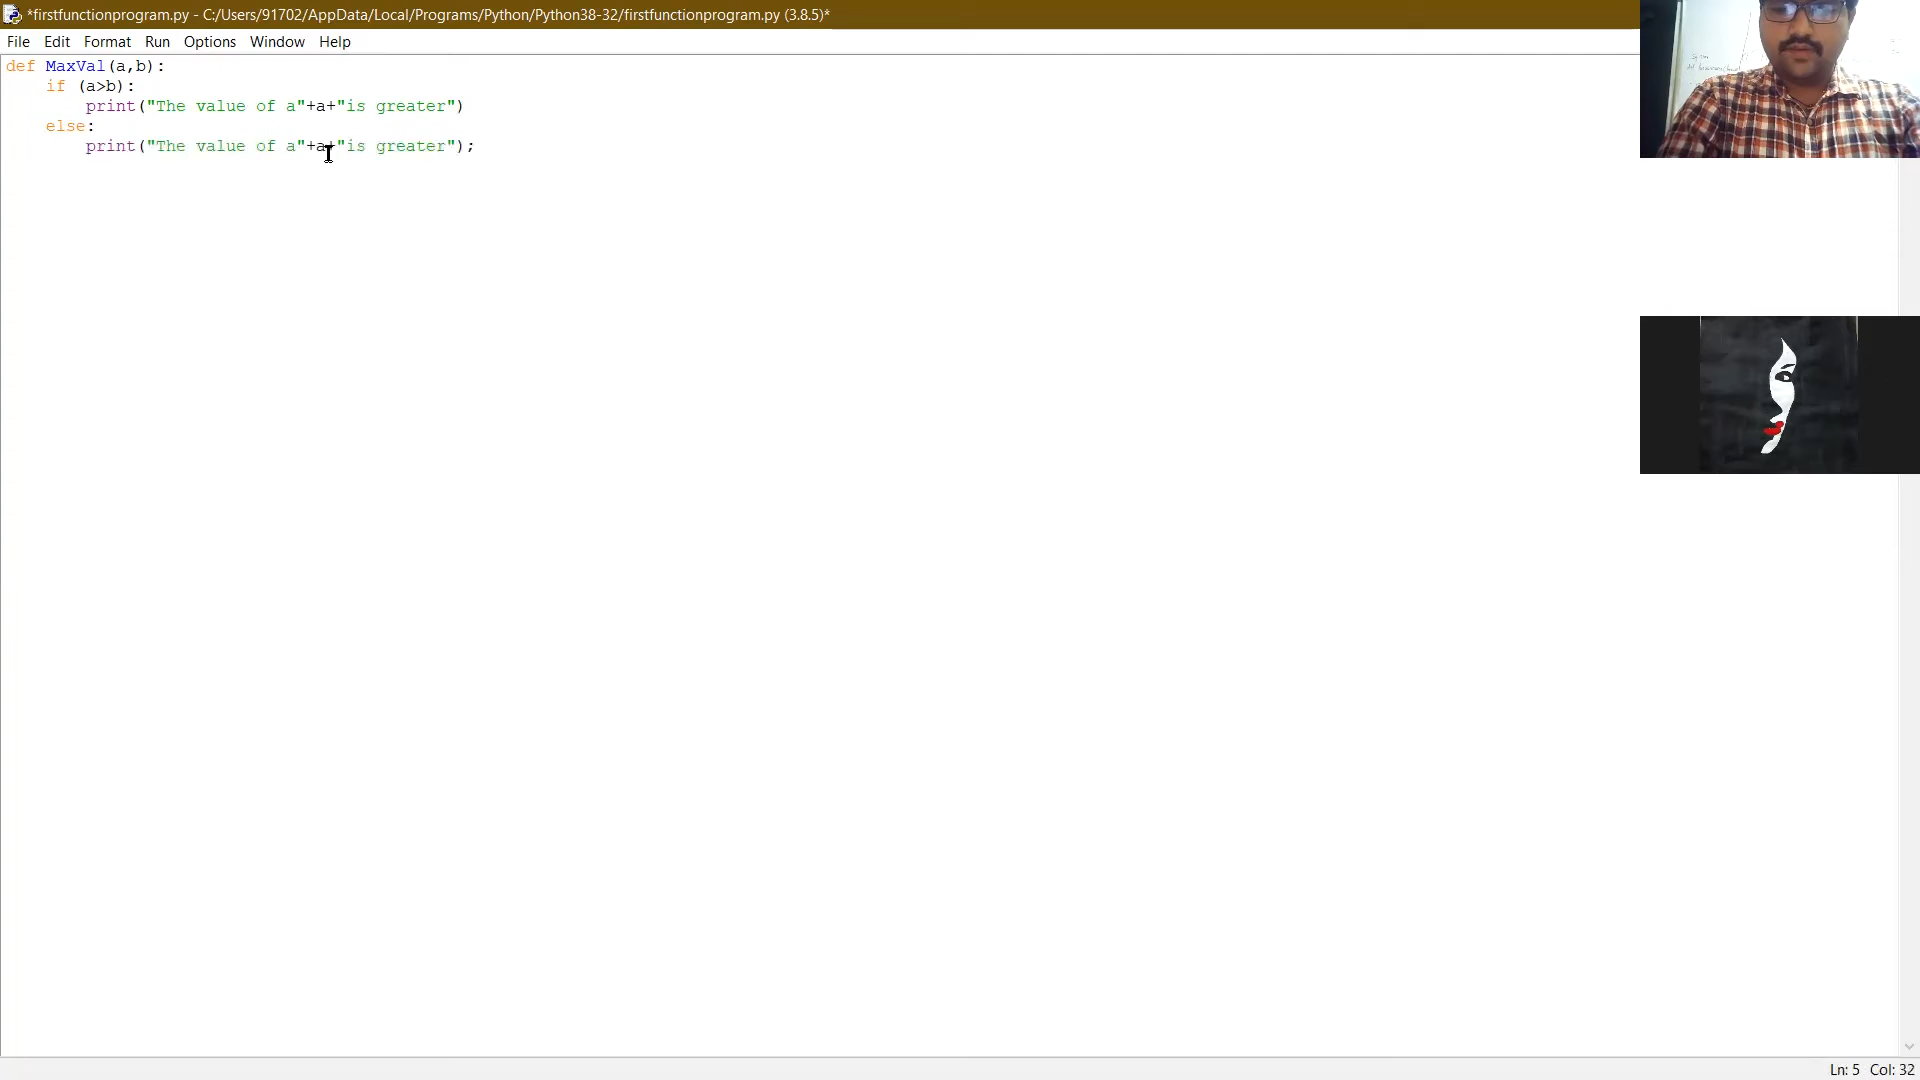 *firstfunctionprogram.py - C:/Users/91702/AppData/Local/Programs/Python/Python38-32/firstfunctionprogram.py (3.8.5)*
File Edit Format Run Options Window Help
def MaxVal(a,b):
    if (a>b):
        print("The value of a"+a+"is greater")
    else:
        print("The value of a"+a+"is greater");
Ln: 5 Col: 32